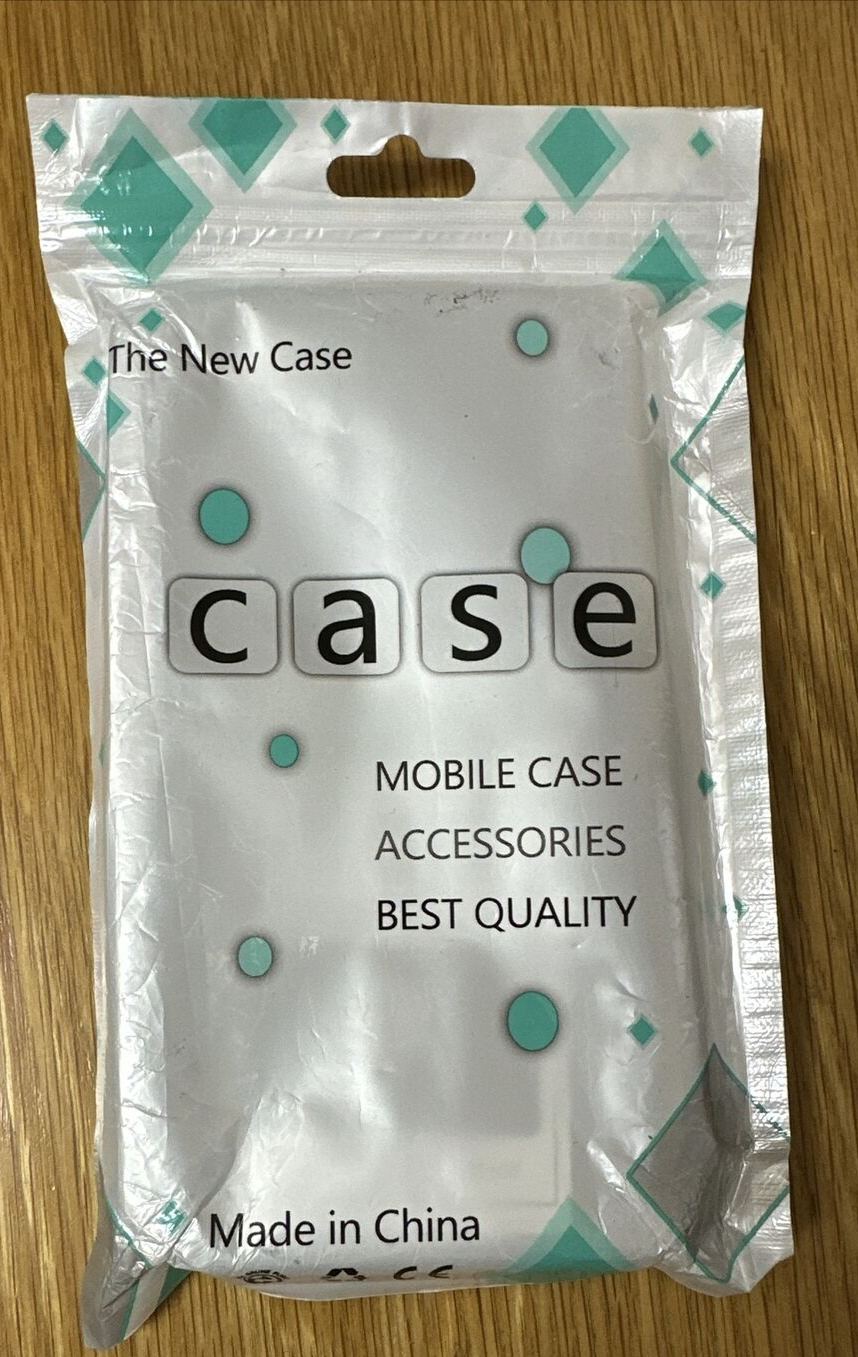 The New Case
case
MOBILE CASE
ACCESSORIES
BEST QUALITY
Made in China
CE